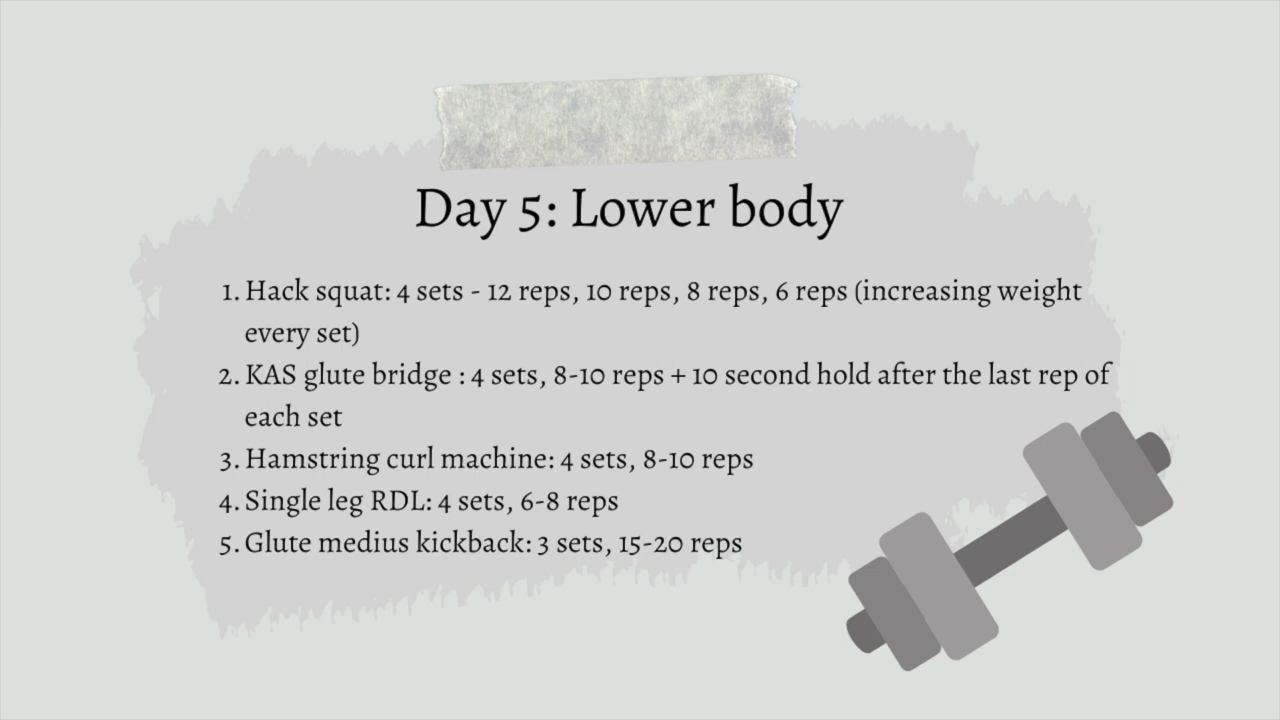 Day 5: Lower body
1. Hack squat: 4 sets - 12 reps, 10 reps, 8 reps, 6 reps (increasing weight
every set)
2. KAS glute bridge : 4 sets, 8-10 reps + 10 second hold after the last rep of
each set
3. Hamstring curl machine: 4 sets, 8-10 reps
4. Single leg RDL: 4 sets, 6-8 reps
5. Glute medius kickback: 3 sets, 15-20 reps